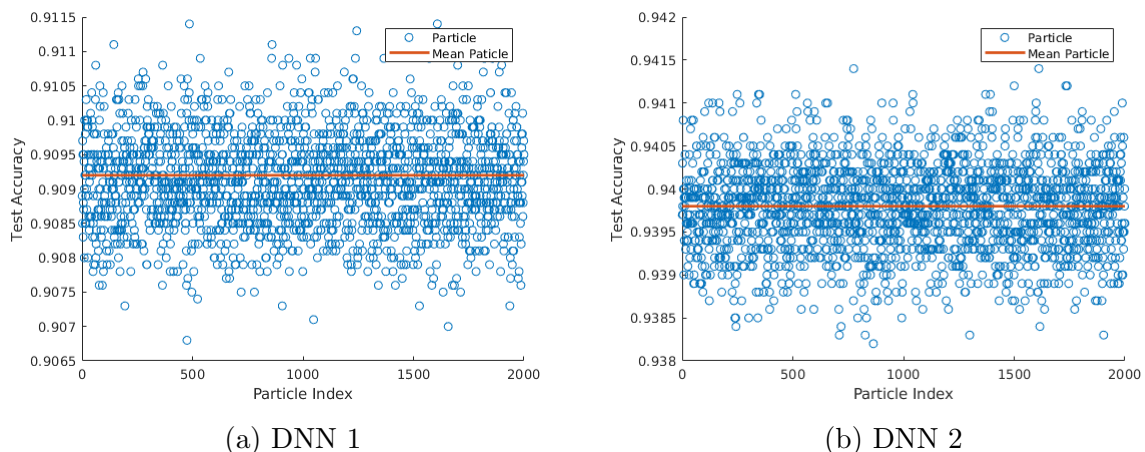 0.9115
0.911
0.9105
0.91
0.9095
0.909
0.9085
0.908
0.9075
0.907
0.9065
Test Accuracy
0 500 1000 1500 2000
Particle Index
Particle
Mean Paticle
(a) DNN 1
0.942
0.9415
0.941
0.9405
0.94
0.9395
0.939
0.9385
0.938
Test Accuracy
0 500 1000 1500 2000
Particle Index
Particle
Mean Particle
(b) DNN 2